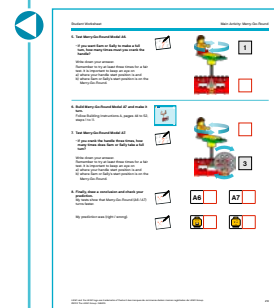 Student Worksheet
Main Activity: Merry-Go-Round
5. Test Merry-Go-Round Model A6
• If you want Sam or Sally to make a full
turn, how many times must you crank the
handle?
1
Write down your answer.
Remember to try at least three times for a fair
test. It is important to keep an eye on
a) where your handle start position is and
b) where Sam's or Sally's start position is on the
Merry-Go-Round
6. Build Merry-Go-Round Model A7 and make it
turn.
Follow Building Instructions A, pages
7. Test Merry-Go-Round Model A7
• If you crank the handle three times, how
many times does Sam or Sally take a full
turn?
3
Write down your answer.
Remember to try at least three times for a fair
test. It is important to keep an eye on
a) where your handle start position is and
b) where Sam's or Sally's start position is on the
Merry-Go-Round
8. Finally, draw a conclusion and check your
prediction.
My tests show that Merry-Go-Round (A6 / A7)
turns faster.
A6
A7
My prediction was (right / wrong)